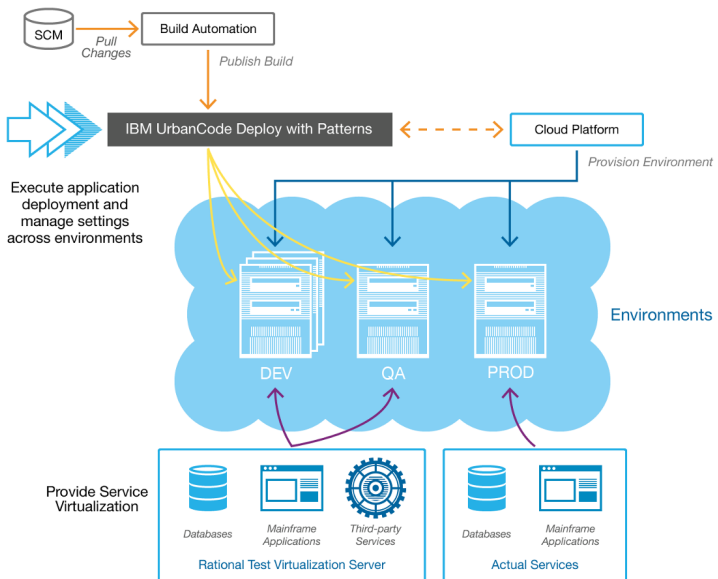 SCM
Build Automation
Pull
Changes
Publish Build
IBM UrbanCode Deploy with Patterns
Cloud Platform
Provision Environment
Execute application
deployment and
manage settings
across environments
Environments
DEV
QA
PROD
Provide Service
Virtualization
Databases
Mainframe
Applications
Third-party
Services
Rational Test Virtualization Server
Databases
Mainframe
Applications
Actual Services